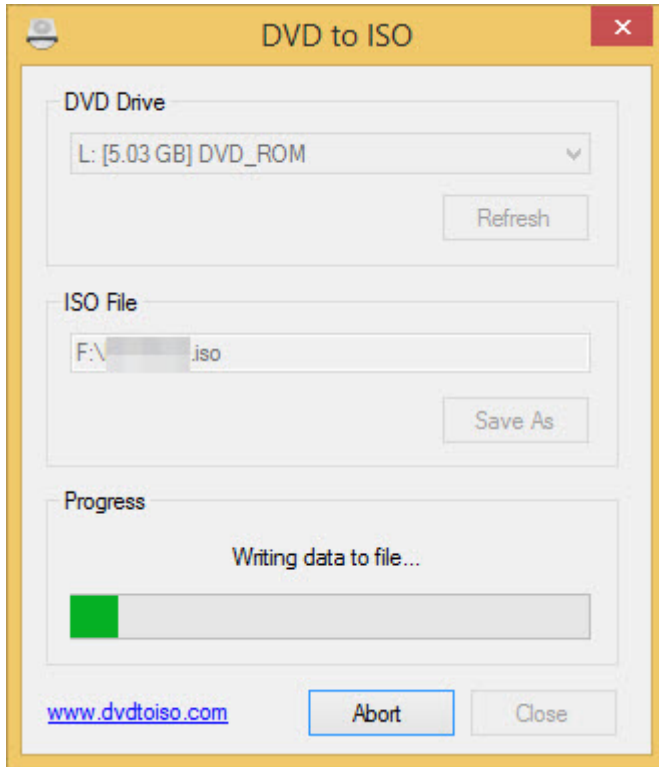 DVD to ISO
DVD Drive
L: [5.03 GB] DVD_ROM
Refresh
ISO File
F:\ .iso
Save As
Progress
Writing data to file...
www.dvdtoiso.com Abort Close